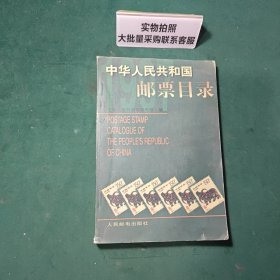 实物拍照
大批量采购联系客服
中华人民共和国
邮票目录
POSTAGE STAMP
CATALOGUE OF
THE PEOPLE'S REPUBLIC
OF CHINA
人民邮电出版社